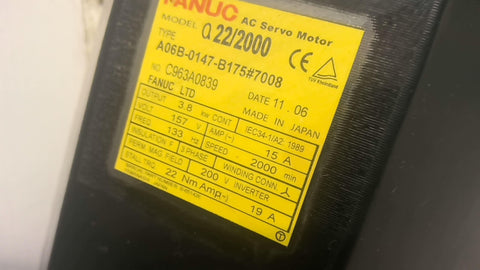 FANUC AC Servo Motor
MODEL α 22/2000
TYPE A06B-0147-B175#7008
NO. C963A0839 DATE 11.06
FANUC LTD MADE IN JAPAN
OUTPUT 3.8 kW CONT IEC34-1/A2: 1989
VOLT 157 V AMP(~) 15 A
FREQ. 133 Hz SPEED 2000 min
INSULATION F 3 PHASE WINDING CONN.
PERM. MAG. FIELD 200 V INVERTER
STALL TRQ. 22 Nm Amp(~) 19 A